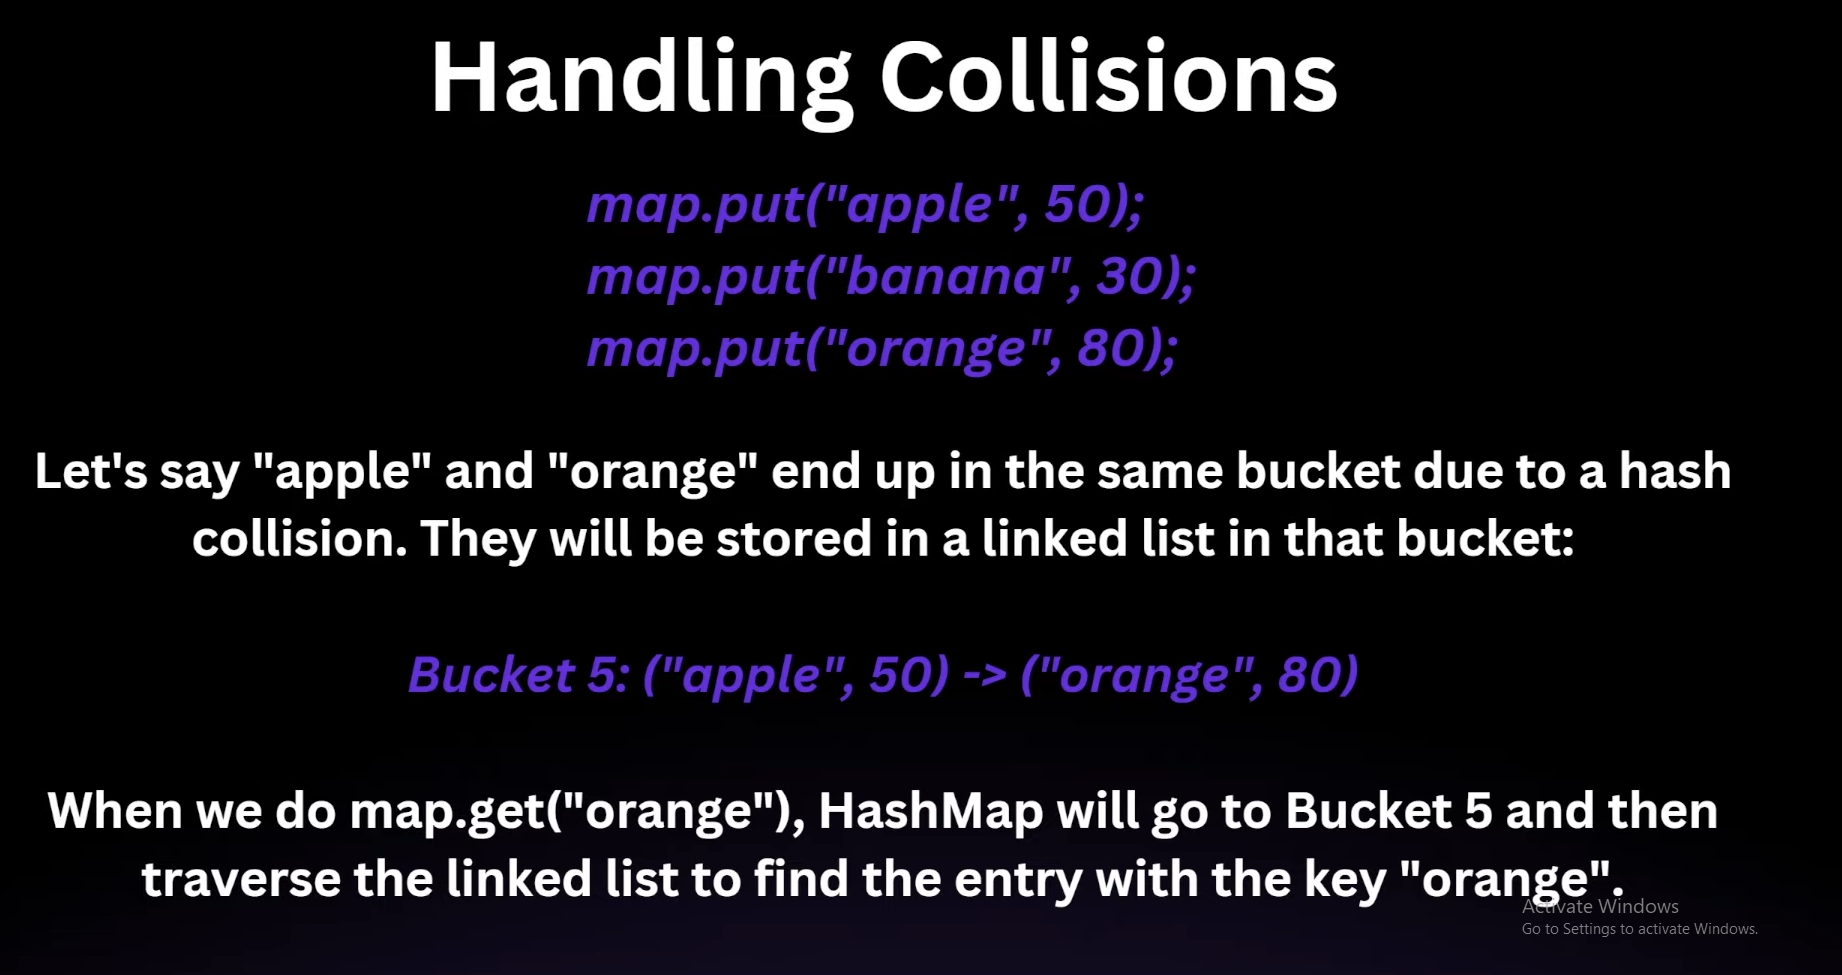 Handling Collisions
map.put("apple", 50);
map.put("banana", 30);
map.put("orange", 80);
Let's say "apple" and "orange" end up in the same bucket due to a hash
collision. They will be stored in a linked list in that bucket:
Bucket 5: ("apple", 50) -> ("orange", 80)
When we do map.get("orange"), HashMap will go to Bucket 5 and then
traverse the linked list to find the entry with the key "orange".
Activate Windows
Go to Settings to activate Windows.